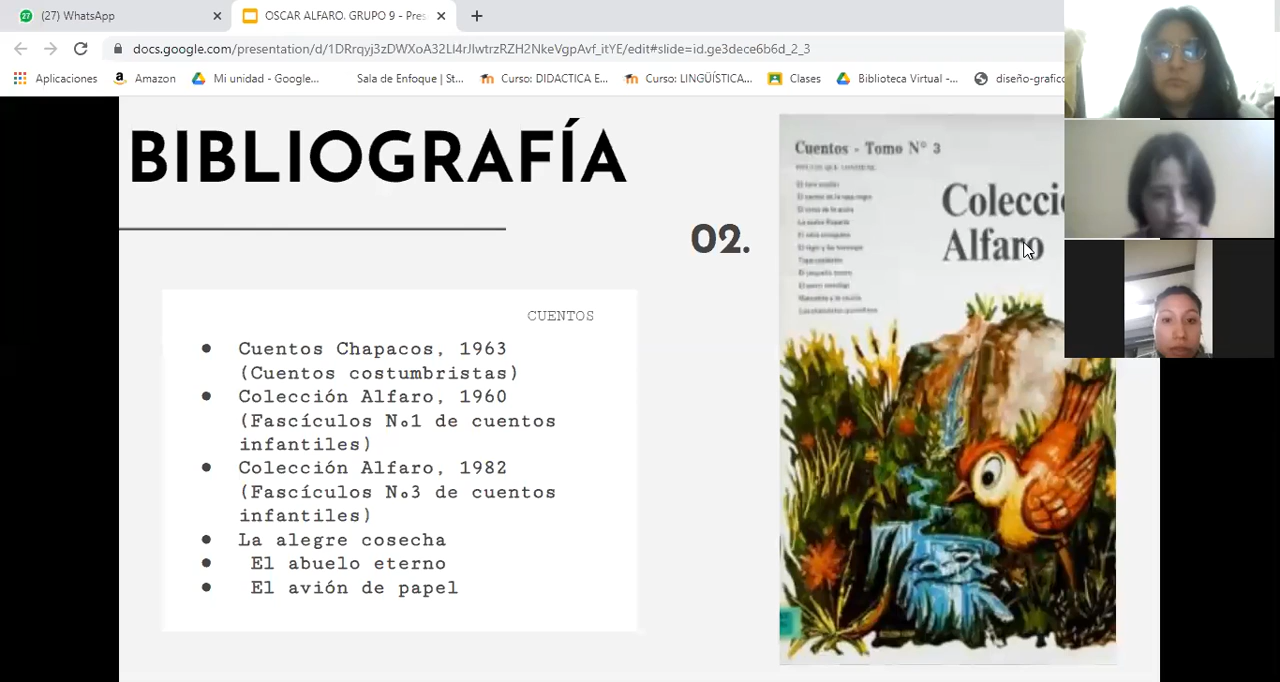 (27) WhatsApp
OSCAR ALFARO. GRUPO 9 - Pres
docs.google.com/presentation/d/1DRrqyj3zDWXoA32Ll4rJlwtrzRZH2NkeVgpAvf_itYE/edit#slide=id.ge3dece6b6d_2_3
Aplicaciones
Amazon
Mi unidad - Google...
Sala de Enfoque | St...
Curso: DIDACTICA E...
Curso: LINGÜÍSTICA...
Clases
Biblioteca Virtual -...
diseño-grafico
BIBLIOGRAFÍA
02.
CUENTOS
Cuentos Chapacos, 1963
(Cuentos costumbristas)
Colección Alfaro, 1960
(Fascículos N.1 de cuentos
infantiles)
Colección Alfaro, 1982
(Fascículos N.3 de cuentos
infantiles)
La alegre cosecha
El abuelo eterno
El avión de papel
Cuentos - Tomo N° 3
Colecci
Alfaro